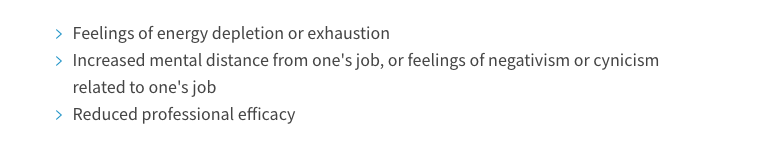 > Feelings of energy depletion or exhaustion
> Increased mental distance from one's job, or feelings of negativism or cynicism
related to one's job
> Reduced professional efficacy